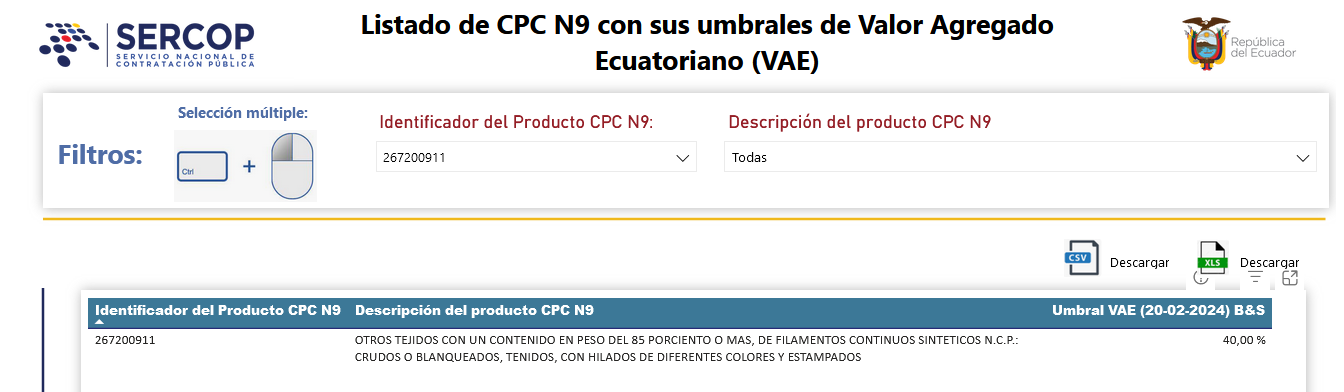 SERCOP
SERVICIO NACIONAL DE
CONTRATACIÓN PÚBLICA
Listado de CPC N9 con sus umbrales de Valor Agregado
Ecuatoriano (VAE)
República
del Ecuador
Filtros:
Selección múltiple:
Ctrl
+
Identificador del Producto CPC N9:
267200911
Descripción del producto CPC N9
Todas
CSV
Descargar
XLS
Descargar
Identificador del Producto CPC N9 Descripción del producto CPC N9 Umbral VAE (20-02-2024) B&S
267200911 OTROS TEJIDOS CON UN CONTENIDO EN PESO DEL 85 PORCIENTO O MAS, DE FILAMENTOS CONTINUOS SINTETICOS N.C.P.: 40,00 %
CRUDOS O BLANQUEADOS, TENIDOS, CON HILADOS DE DIFERENTES COLORES Y ESTAMPADOS